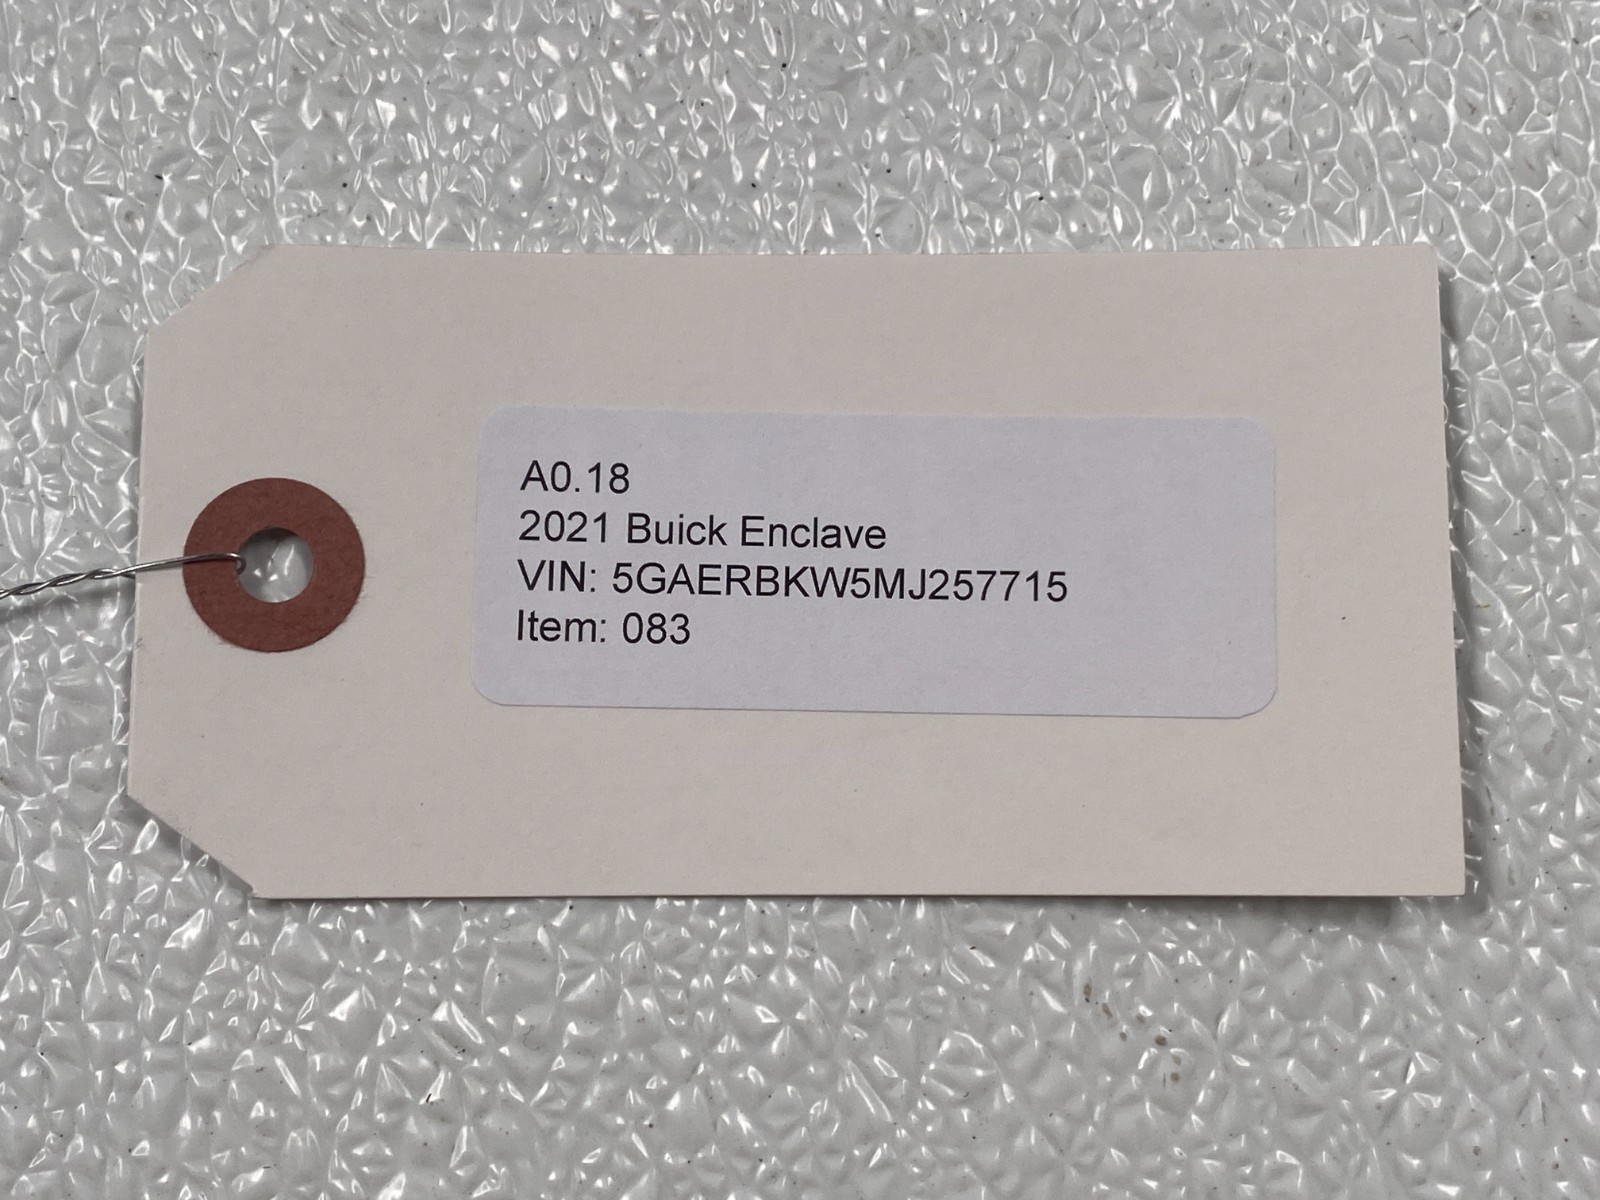 A0.18
2021 Buick Enclave
VIN: 5GAERBKW5MJ257715
Item: 083